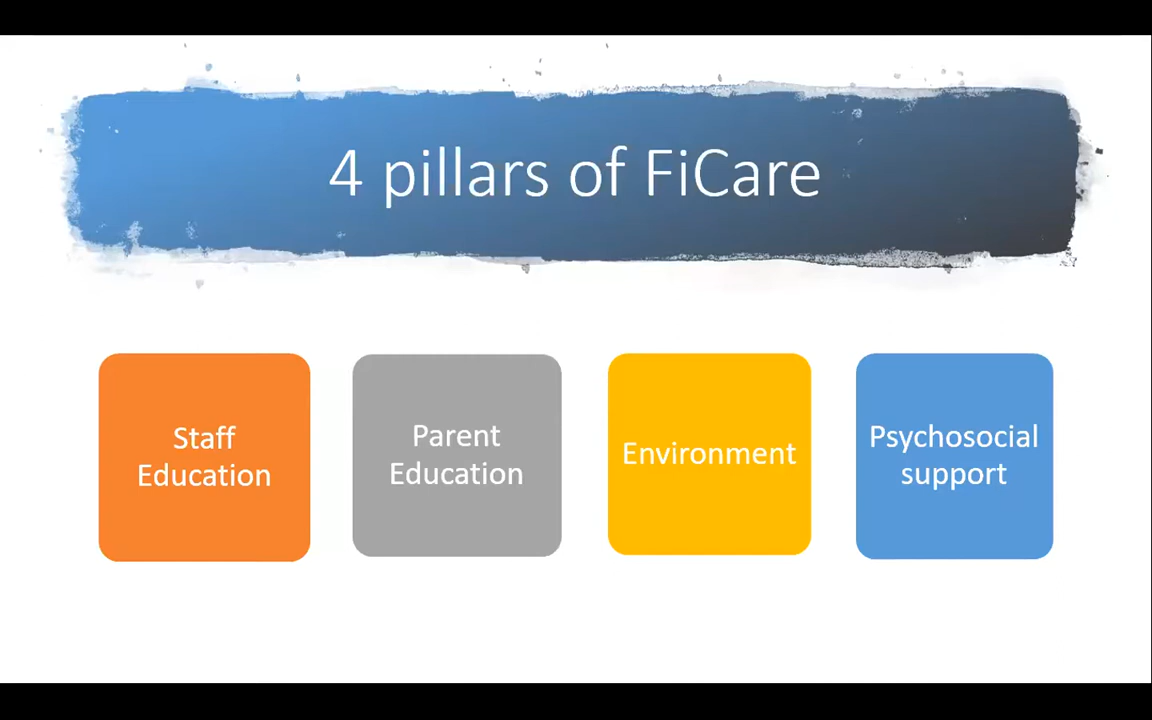 4 pillars of FiCare
Staff
Education
Parent
Education
Environment
Psychosocial
support